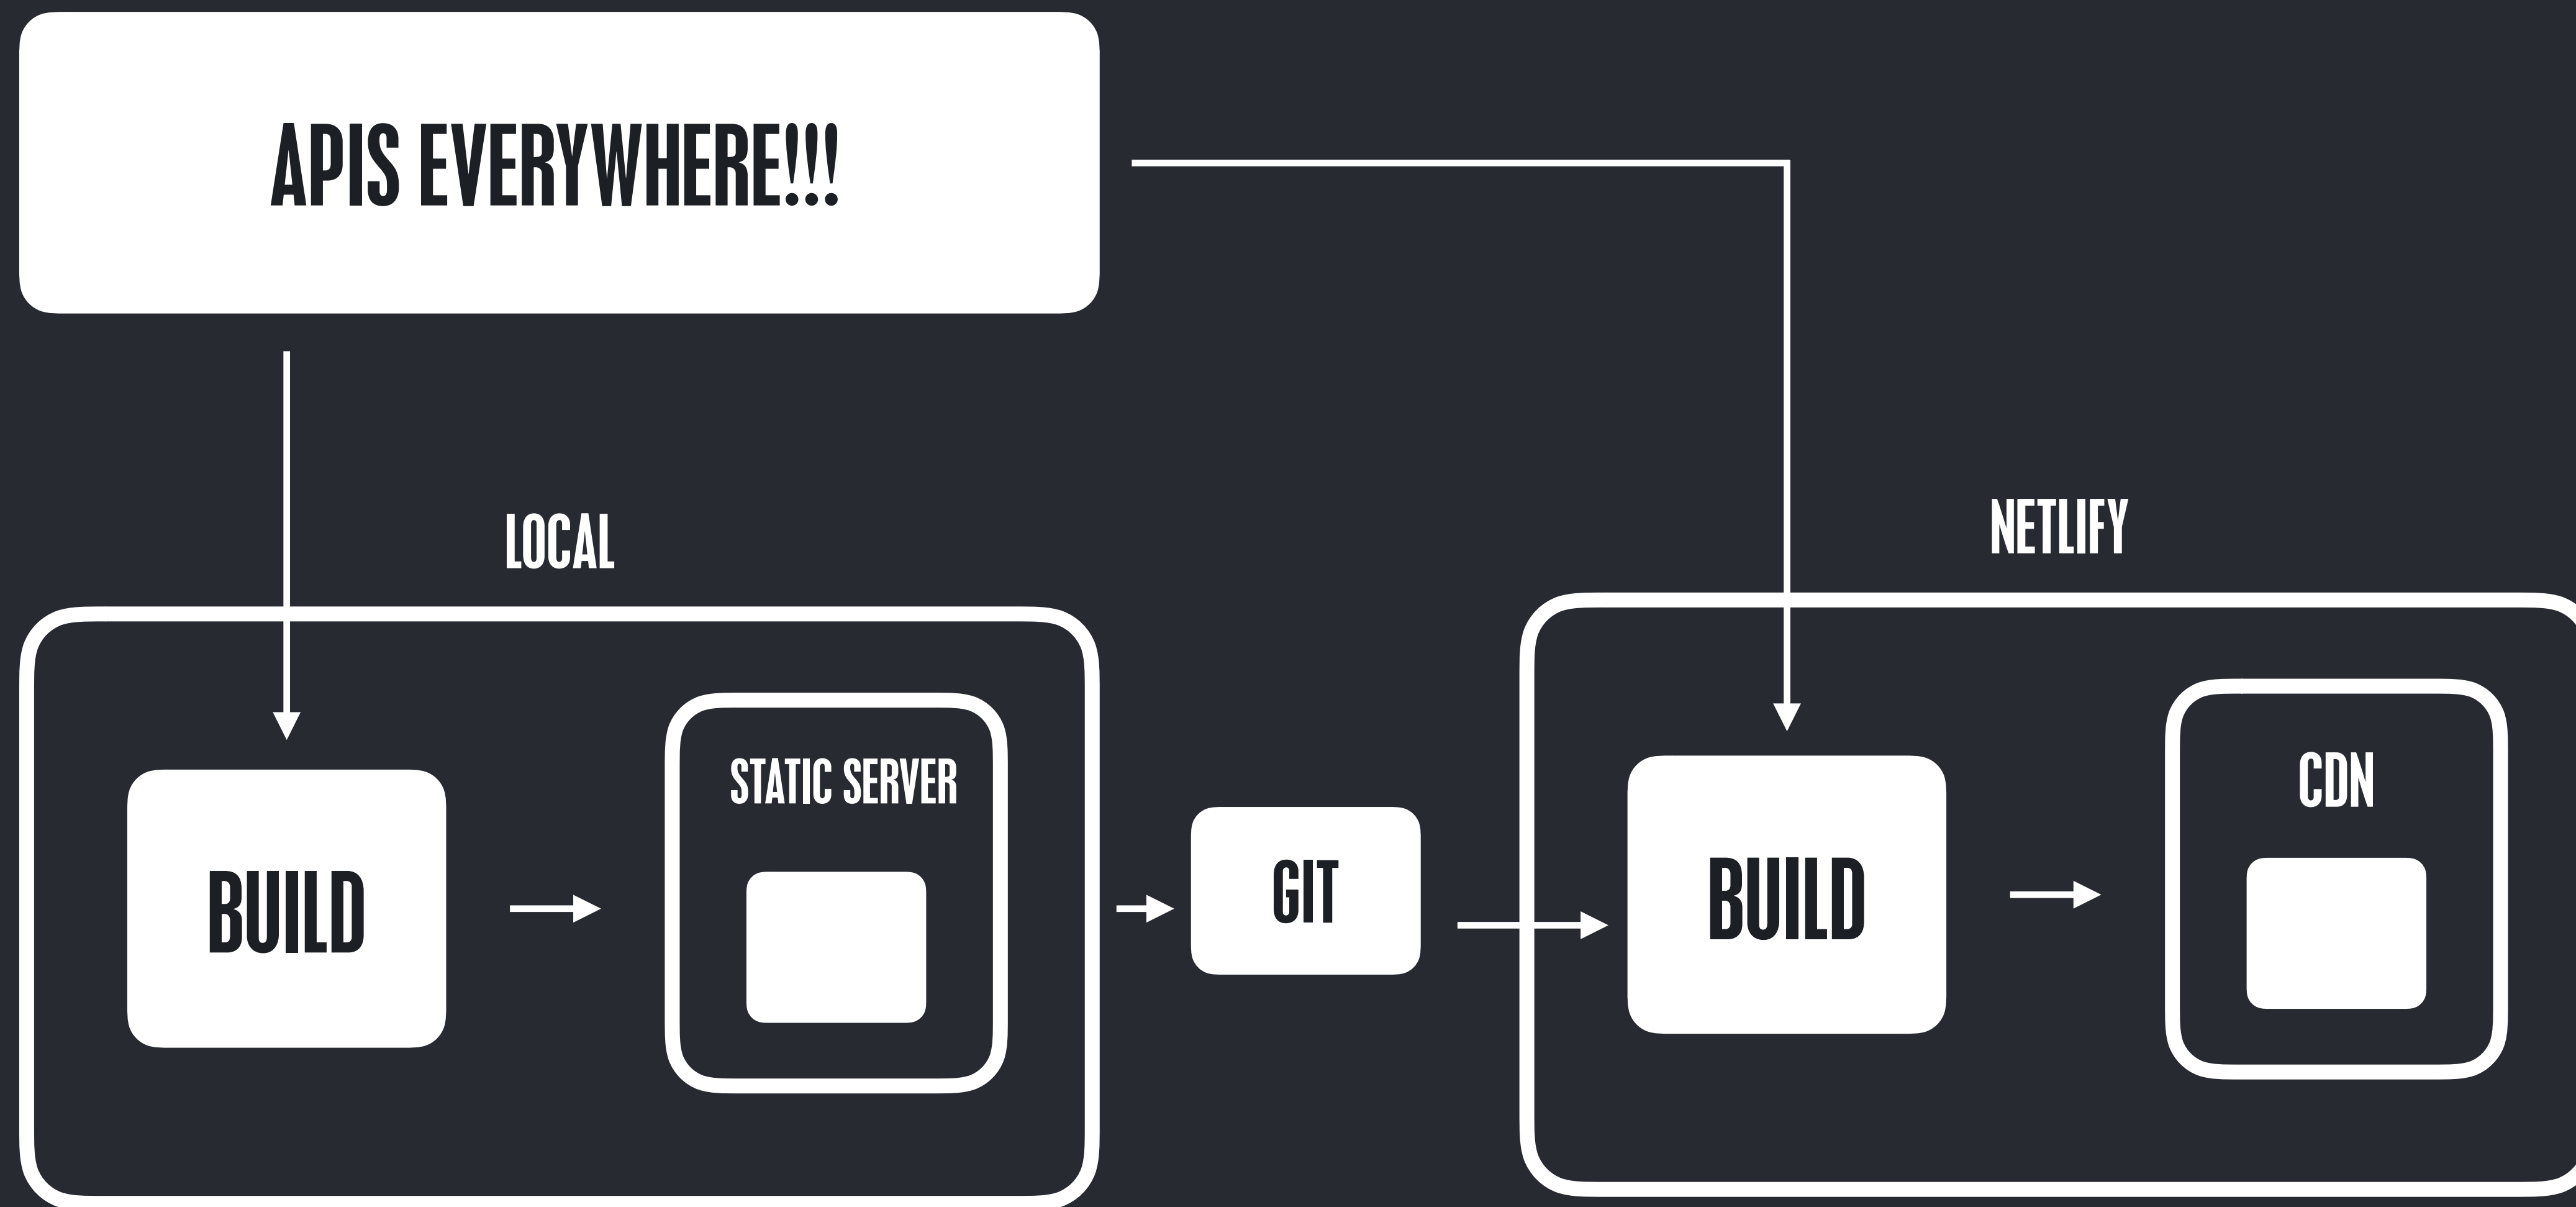 APIS EVERYWHERE!!!
LOCAL
NETLIFY
BUILD
STATIC SERVER
GIT
BUILD
CDN